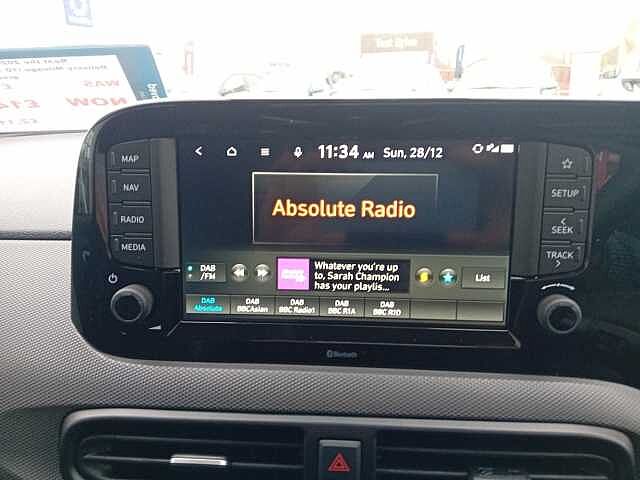 WAS
NOW
11:34 AM Sun, 28/12
MAP
NAV
RADIO
MEDIA
SETUP
SEEK
TRACK
Absolute Radio
DAB
/FM
Whatever you're up
to, Sarah Champion
has your playlis...
List
DAB
Absolute
DAB
BBCAsian
DAB
BBC Radio1
DAB
BBC R1A
DAB
BBC R1D
Bluetooth